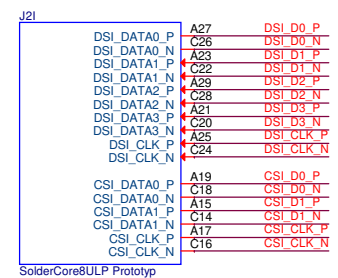 J2I
DSI_DATA0_P A27 DSI_D0_P
DSI_DATA0_N C26 DSI_D0_N
DSI_DATA1_P A23 DSI_D1_P
DSI_DATA1_N C22 DSI_D1_N
DSI_DATA2_P A29 DSI_D2_P
DSI_DATA2_N C28 DSI_D2_N
DSI_DATA3_P A21 DSI_D3_P
DSI_DATA3_N C20 DSI_D3_N
DSI_CLK_P A25 DSI_CLK_P
DSI_CLK_N C24 DSI_CLK_N
CSI_DATA0_P A19 CSI_D0_P
CSI_DATA0_N C18 CSI_D0_N
CSI_DATA1_P A15 CSI_D1_P
CSI_DATA1_N C14 CSI_D1_N
CSI_CLK_P A17 CSI_CLK_P
CSI_CLK_N C16 CSI_CLK_N
SolderCore8ULP Prototyp